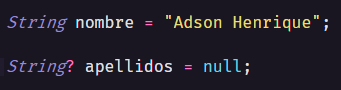 String nombre = "Adson Henrique";
String? apellidos = null;